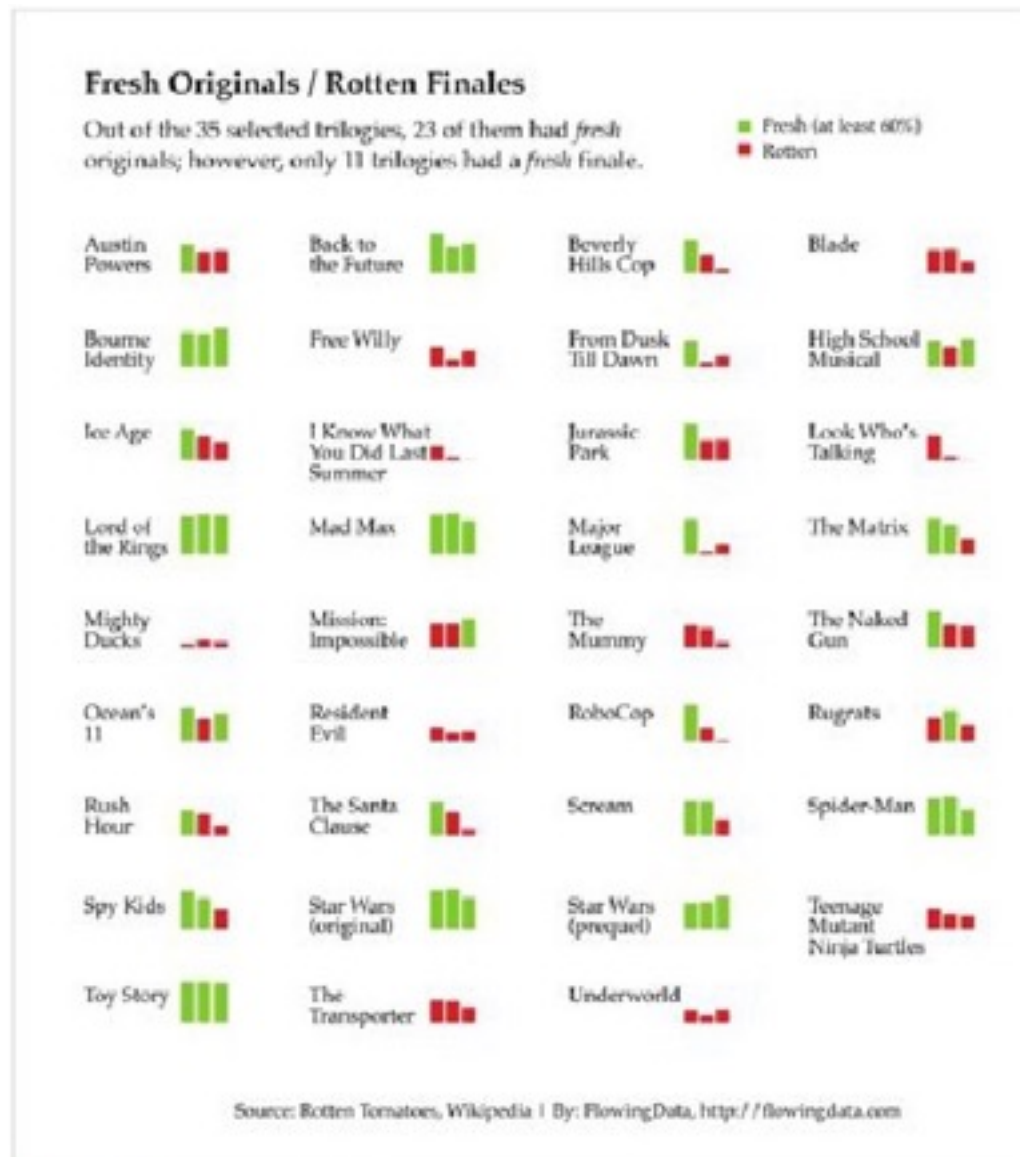 Fresh Originals / Rotten Finales
Out of the 35 selected trilogies, 23 of them had fresh
originals; however, only 11 trilogies had a fresh finale.
Fresh (at least 60%)
Rotten
Austin
Powers
Back to
the Future
Beverly
Hills Cop
Blade
Bourne
Identity
Free Willy
From Dusk
Till Dawn
High School
Musical
Ice Age
I Know What
You Did Last
Summer
Jurassic
Park
Look Who's
Talking
Lord of
the Rings
Mad Max
Major
League
The Matrix
Mighty
Ducks
Mission:
Impossible
The
Mummy
The Naked
Gun
Ocean's
11
Resident
Evil
RoboCop
Rugrats
Rush
Hour
The Santa
Clause
Scream
Spider-Man
Spy Kids
Star Wars
(original)
Star Wars
(prequel)
Teenage
Mutant
Ninja Turtles
Toy Story
The
Transporter
Underworld
Source: Rotten Tomatoes, Wikipedia | By: FlowingData, http://flowingdata.com